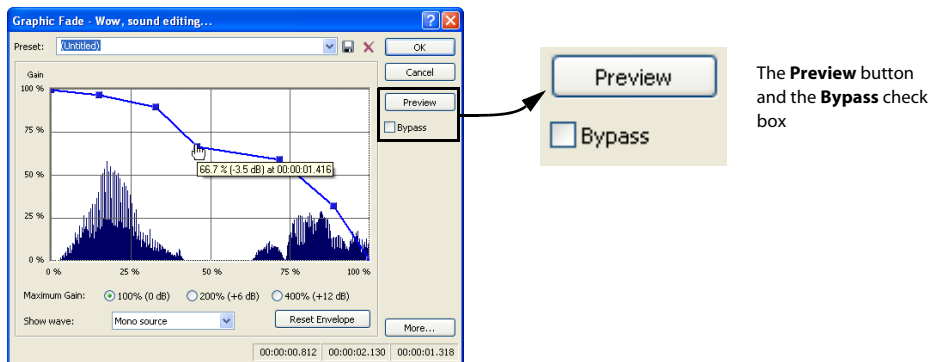 Graphic Fade - Wow, sound editing...
Preset: (Untitled)
OK
Cancel
Preview
Bypass
Gain
100 %
75 %
50 %
25 %
0 %
66.7 % (-3.5 dB) at 00:00:01.416
0 % 25 % 50 % 75 % 100 %
Maximum Gain: 100% (0 dB) 200% (+6 dB) 400% (+12 dB)
Show wave: Mono source Reset Envelope
More...
00:00:00.812 00:00:02.130 00:00:01.318
Preview
Bypass
The Preview button
and the Bypass check
box